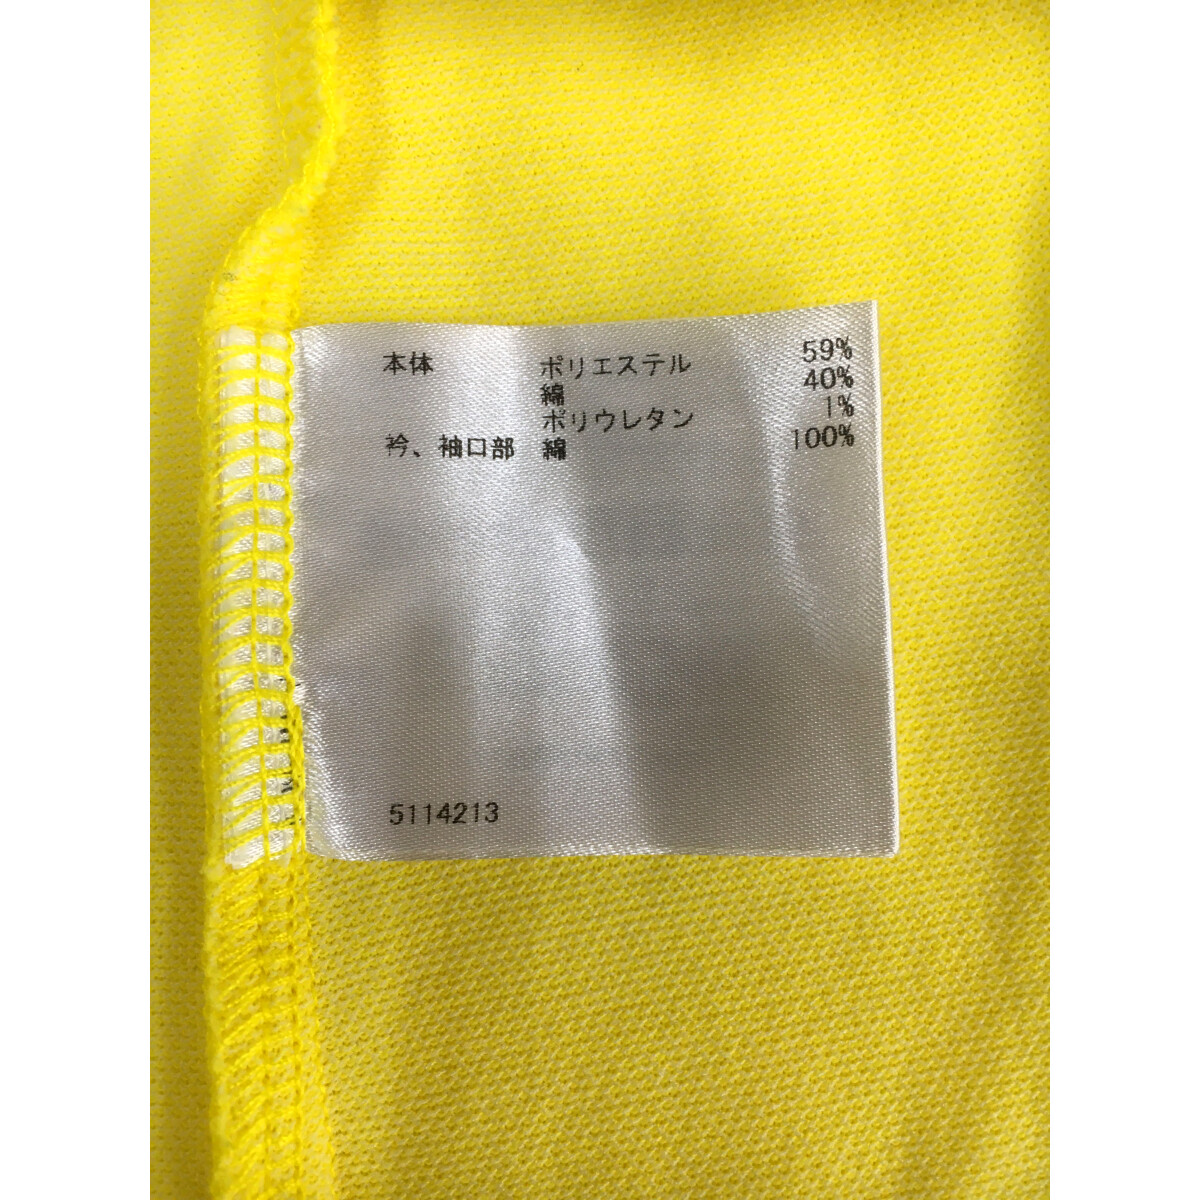 本体 ポリエステル 59%
綿 40%
ポリウレタン 1%
衿、袖口部 綿 100%
5114213